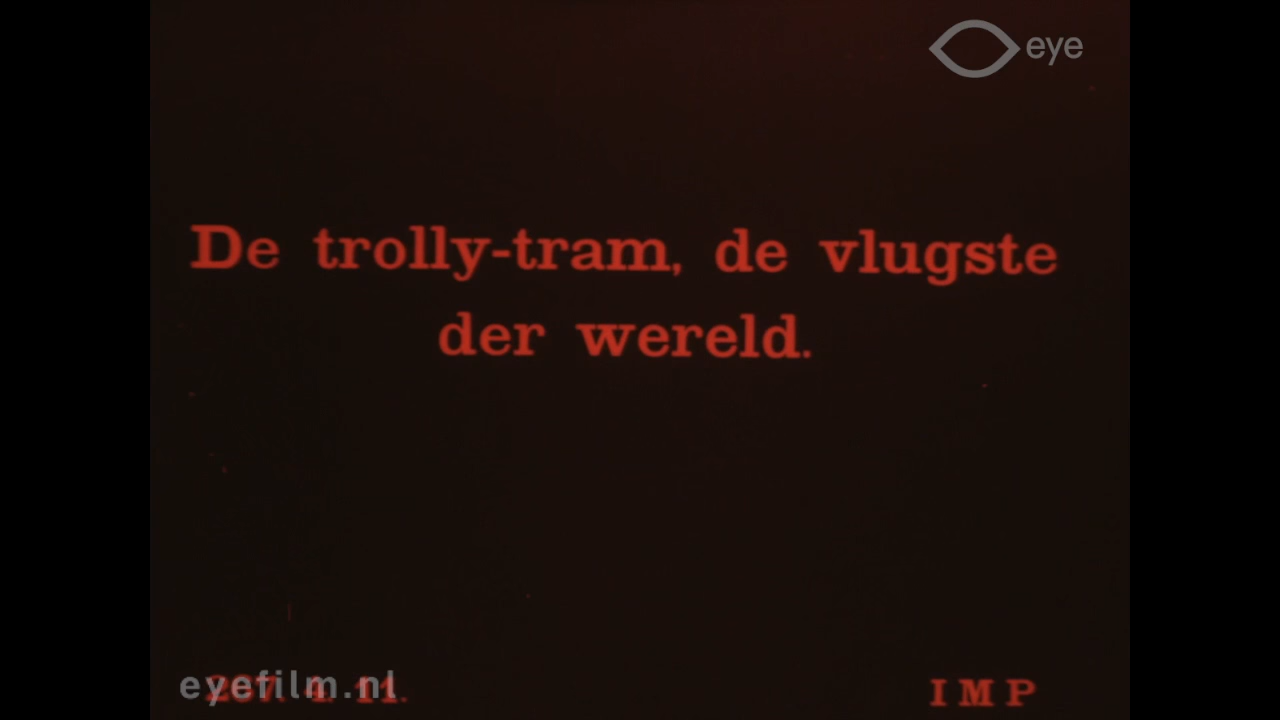 eye
De trolly-tram, de vlugste
der wereld.
eyefilm.nl
IMP